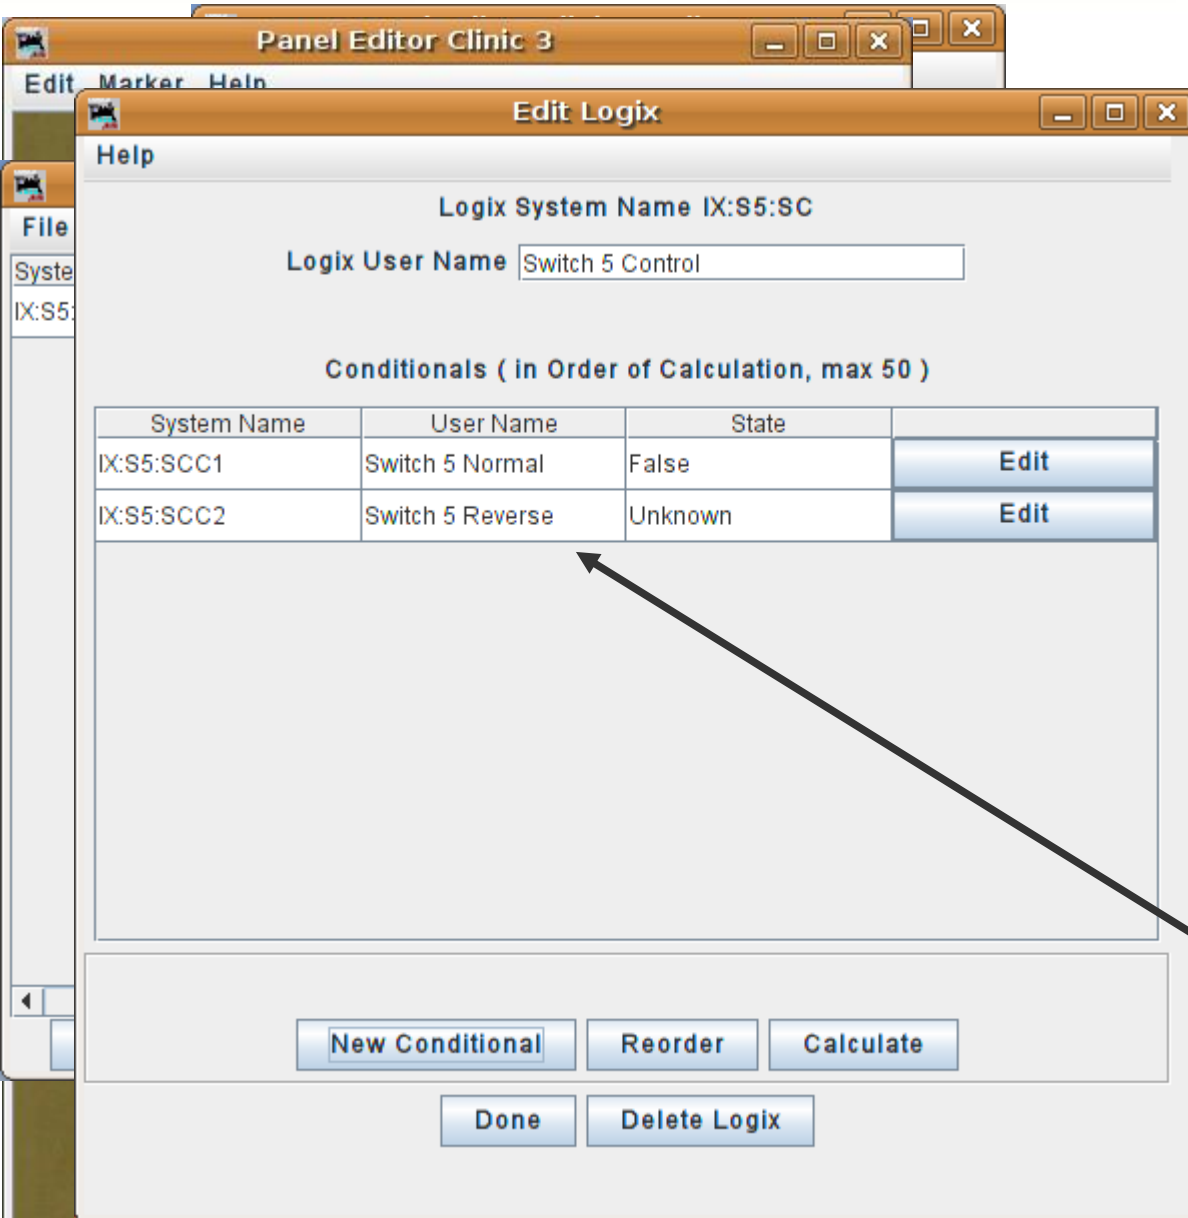 Panel Editor Clinic 3
Edit Marker Help
Edit Logix
Help
File
Logix System Name IX:S5:SC
Logix User Name Switch 5 Control
Syste
IX:S5:
Conditionals ( in Order of Calculation, max 50 )
System Name User Name State
IX:S5:SCC1 Switch 5 Normal False Edit
IX:S5:SCC2 Switch 5 Reverse Unknown Edit
New Conditional Reorder Calculate
Done Delete Logix